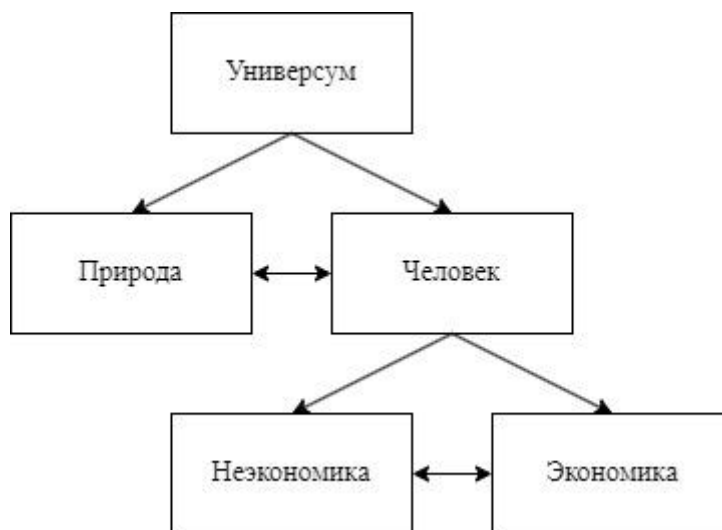 Универсум
Природа
Человек
Неэкономика
Экономика